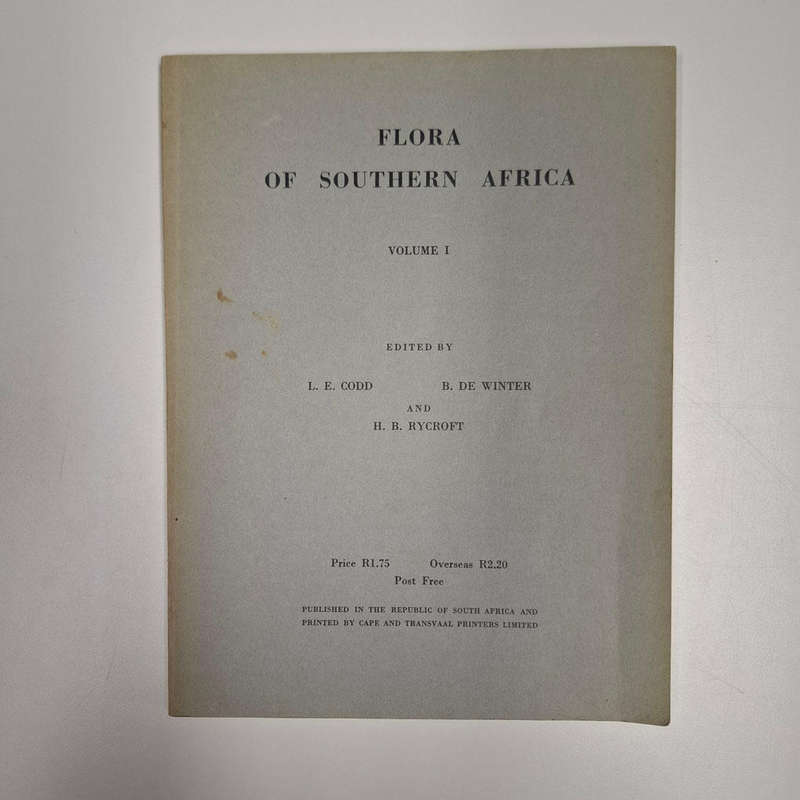 FLORA
OF SOUTHERN AFRICA
VOLUME I
EDITED BY
L. E. CODD B. DE WINTER
AND
H. B. RYCROFT
Price R1.75 Overseas R2.20
Post Free
PUBLISHED IN THE REPUBLIC OF SOUTH AFRICA AND
PRINTED BY CAPE AND TRANSVAAL PRINTERS LIMITED